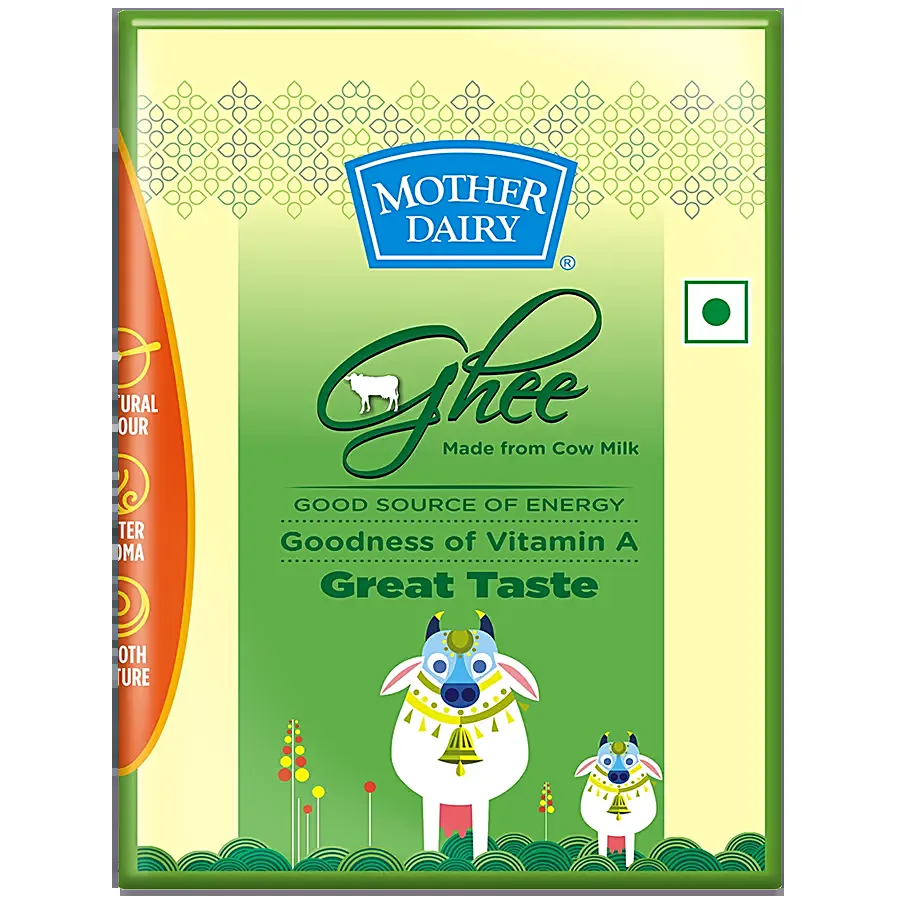 MOTHER
DAIRY
®
Ghee
Made from Cow Milk
GOOD SOURCE OF ENERGY
Goodness of Vitamin A
Great Taste